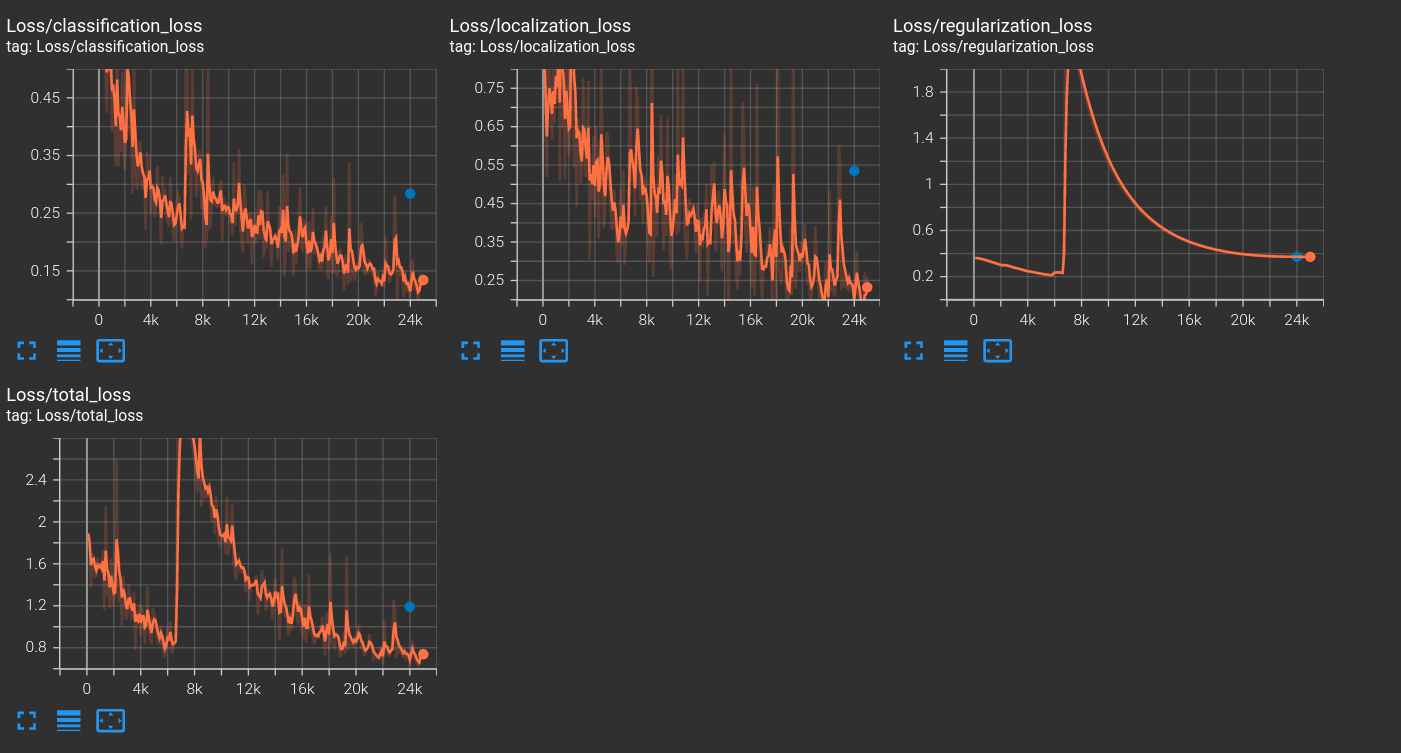 Loss/classification_loss
tag: Loss/classification_loss
0.45
0.35
0.25
0.15
0 4k 8k 12k 16k 20k 24k
Loss/localization_loss
tag: Loss/localization_loss
0.75
0.65
0.55
0.45
0.35
0.25
0 4k 8k 12k 16k 20k 24k
Loss/regularization_loss
tag: Loss/regularization_loss
1.8
1.4
1
0.6
0.2
0 4k 8k 12k 16k 20k 24k
Loss/total_loss
tag: Loss/total_loss
2.4
2
1.6
1.2
0.8
0 4k 8k 12k 16k 20k 24k